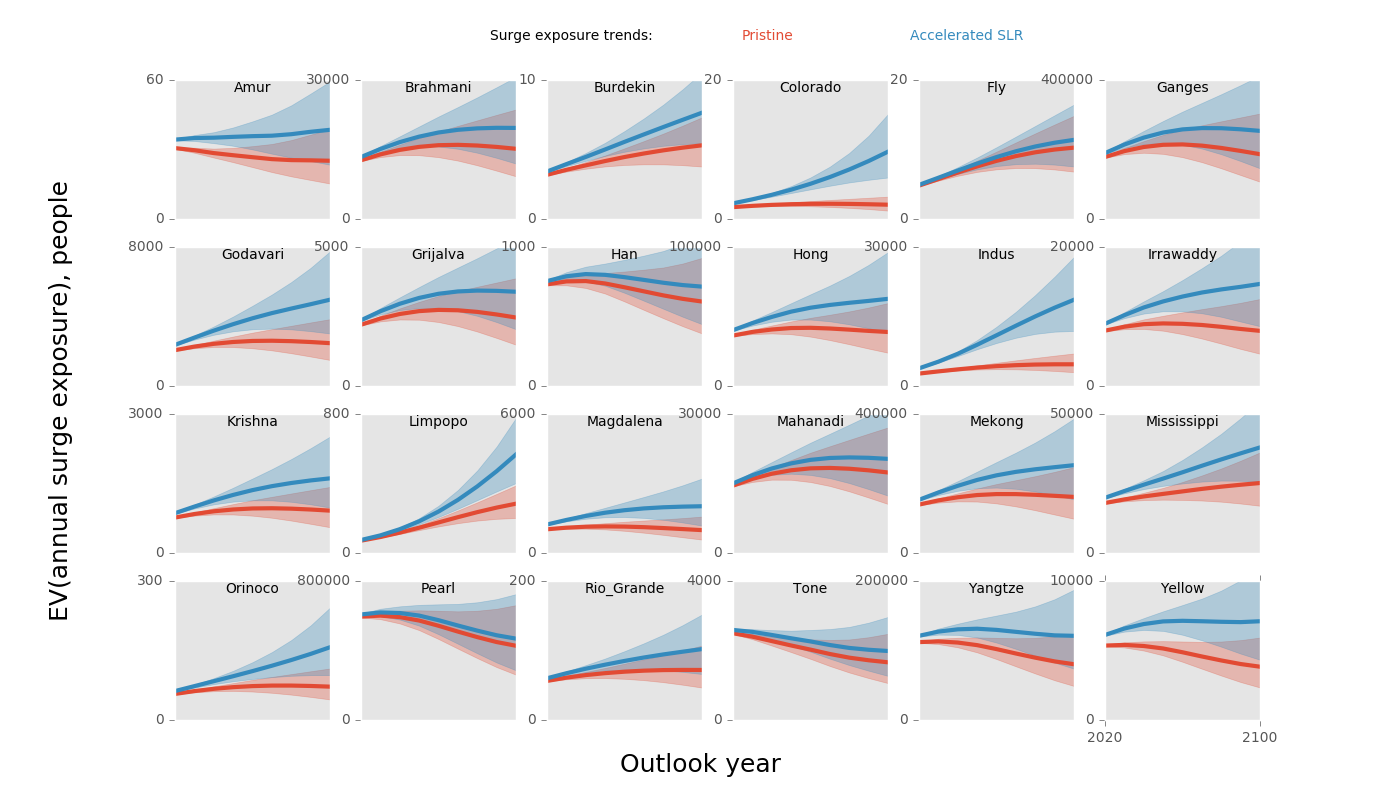 Surge exposure trends: Pristine Accelerated SLR
60 Amur 30000 Brahmani 10 Burdekin 20 Colorado 20 Fly 400000 Ganges
0 0 0 0 0 0
8000 Godavari 5000 Grijalva 1000 Han 100000 Hong 30000 Indus 20000 Irrawaddy
0 0 0 0 0 0
3000 Krishna 800 Limpopo 6000 Magdalena 30000 Mahanadi 400000 Mekong 50000 Mississippi
0 0 0 0 0 0
300 Orinoco 800000 Pearl 200 Rio_Grande 4000 Tone 200000 Yangtze 10000 Yellow
0 0 0 0 0 0
2020 2100
EV(annual surge exposure), people
Outlook year